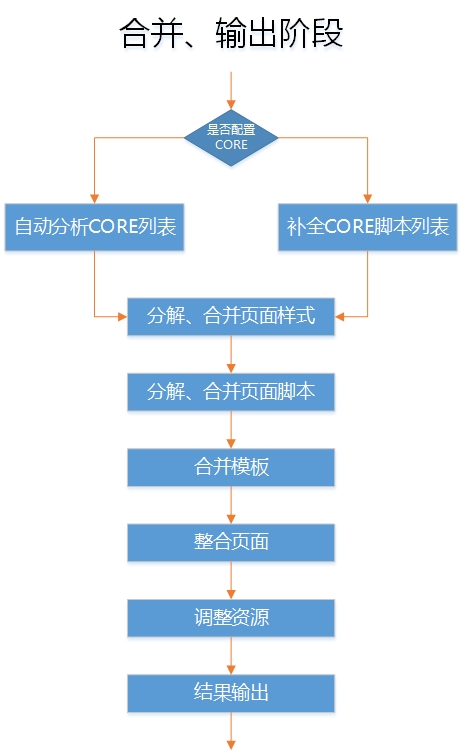 合并、输出阶段
是否配置
CORE
自动分析CORE列表
补全CORE脚本列表
分解、合并页面样式
分解、合并页面脚本
合并模板
整合页面
调整资源
结果输出